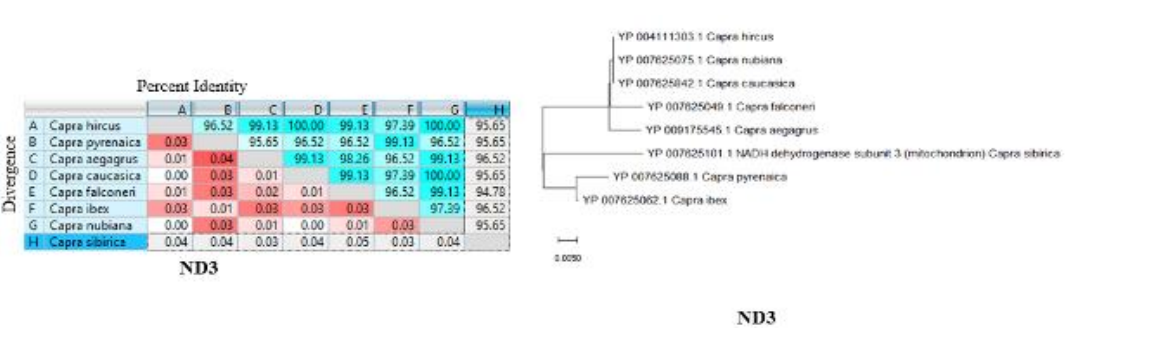 Percent Identity
Divergence
A B C D E F G H
A Capra hircus 96.52 99.13 100.00 99.13 97.39 100.00 95.65
B Capra pyrenaica 0.03 95.65 96.52 96.52 99.13 96.52 95.65
C Capra aegagrus 0.01 0.04 99.13 98.26 96.52 99.13 96.52
D Capra caucasica 0.00 0.03 0.01 99.13 97.39 100.00 95.65
E Capra falconeri 0.01 0.03 0.02 0.01 96.52 99.13 94.78
F Capra ibex 0.03 0.01 0.03 0.03 0.03 97.39 96.52
G Capra nubiana 0.00 0.03 0.01 0.00 0.01 0.03 95.65
H Capra sibirica 0.04 0.04 0.03 0.04 0.05 0.03 0.04
ND3
YP 004111303.1 Capra hircus
YP 007625075.1 Capra nubiana
YP 007625842.1 Capra caucasica
YP 007625049.1 Capra falconeri
YP 009175545.1 Capra aegagrus
YP 007625101.1 NADH dehydrogenase subunit 3 (mitochondrion) Capra sibirica
YP 007625088.1 Capra pyrenaica
YP 007625062.1 Capra ibex
0.0050
ND3